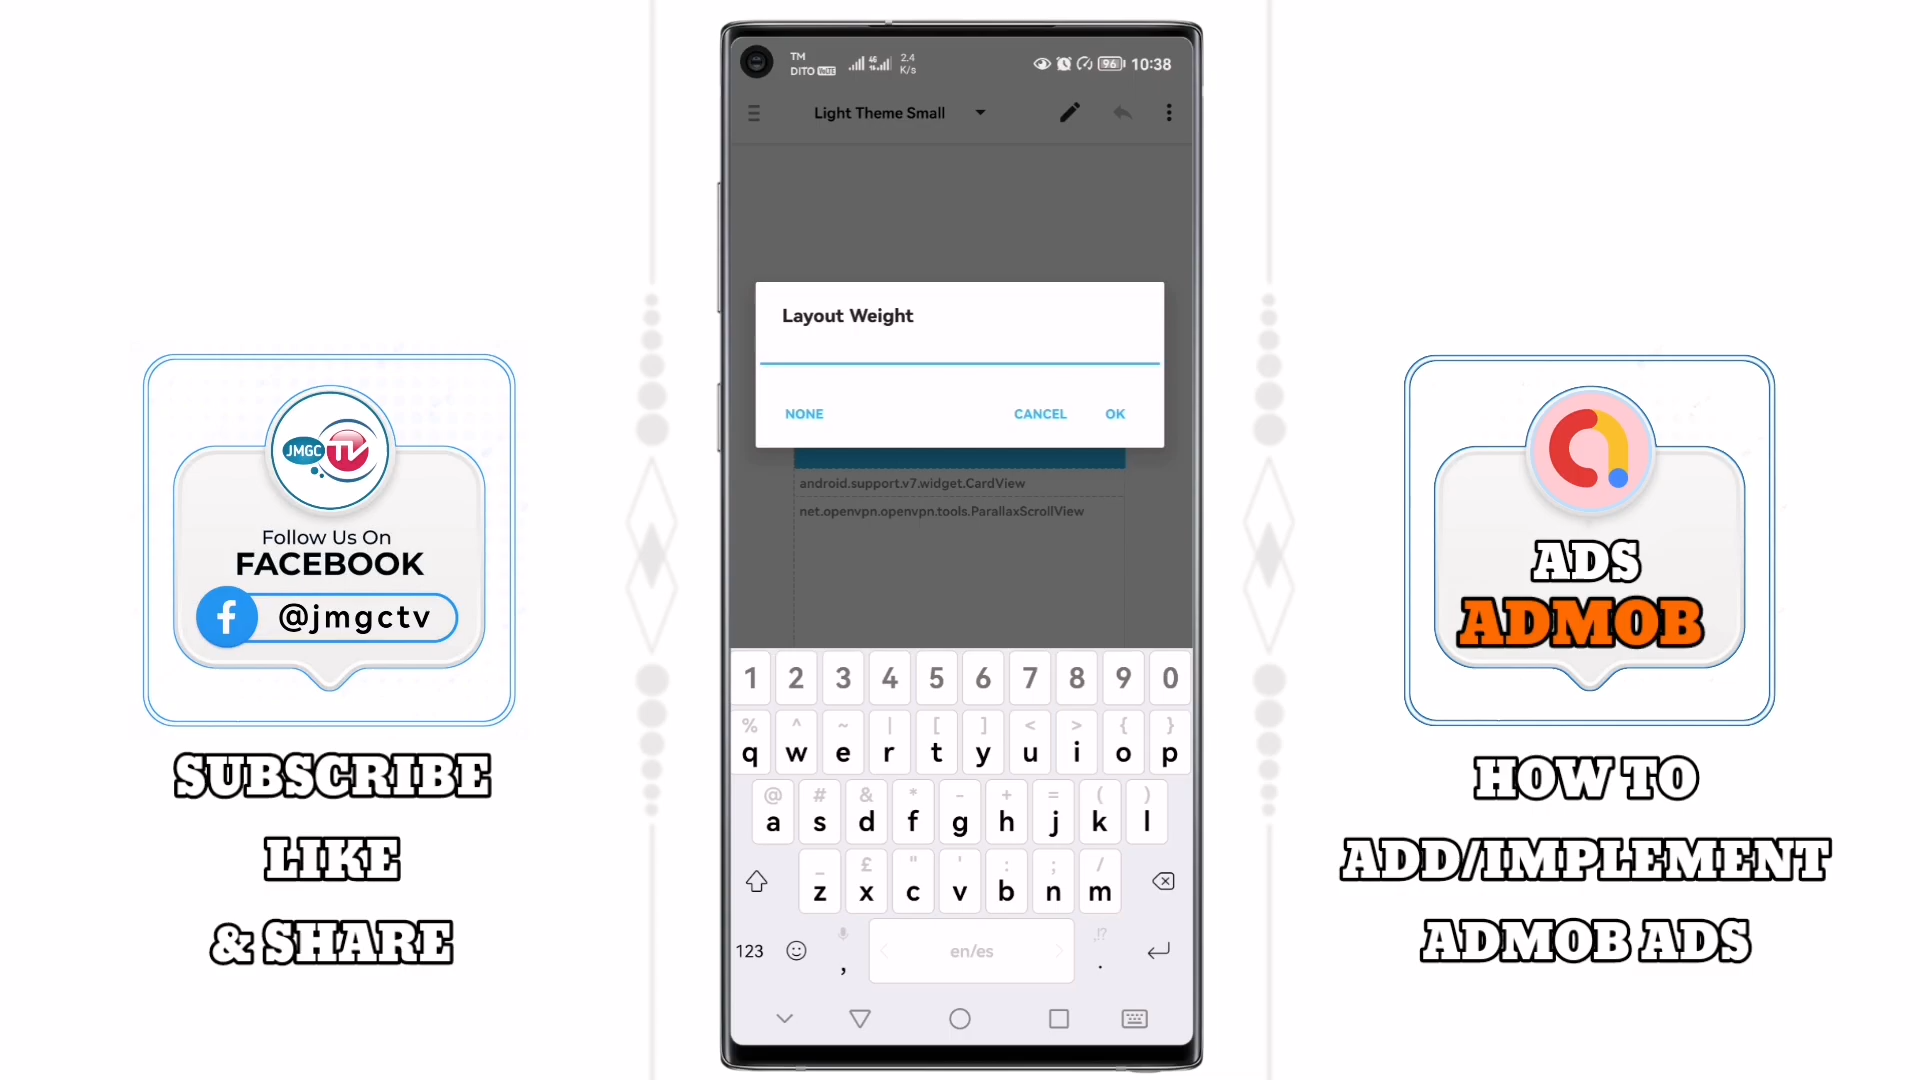 TM
DITO VoLTE
4G
2.4
K/s
96
10:38
Light Theme Small
Layout Weight
NONE
CANCEL
OK
android.support.v7.widget.CardView
net.openvpn.openvpn.tools.ParallaxScrollView
1 2 3 4 5 6 7 8 9 0
% ^ ~ | [ ] < > { }
q w e r t y u i o p
@ # & * - + = ( )
a s d f g h j k l
_ £ " ' : ; /
z x c v b n m
123
,
en/es
,!?
.
JMGC TV
Follow Us On
FACEBOOK
f @jmgctv
SUBSCRIBE
LIKE
& SHARE
ADS
ADMOB
HOW TO
ADD/IMPLEMENT
ADMOB ADS